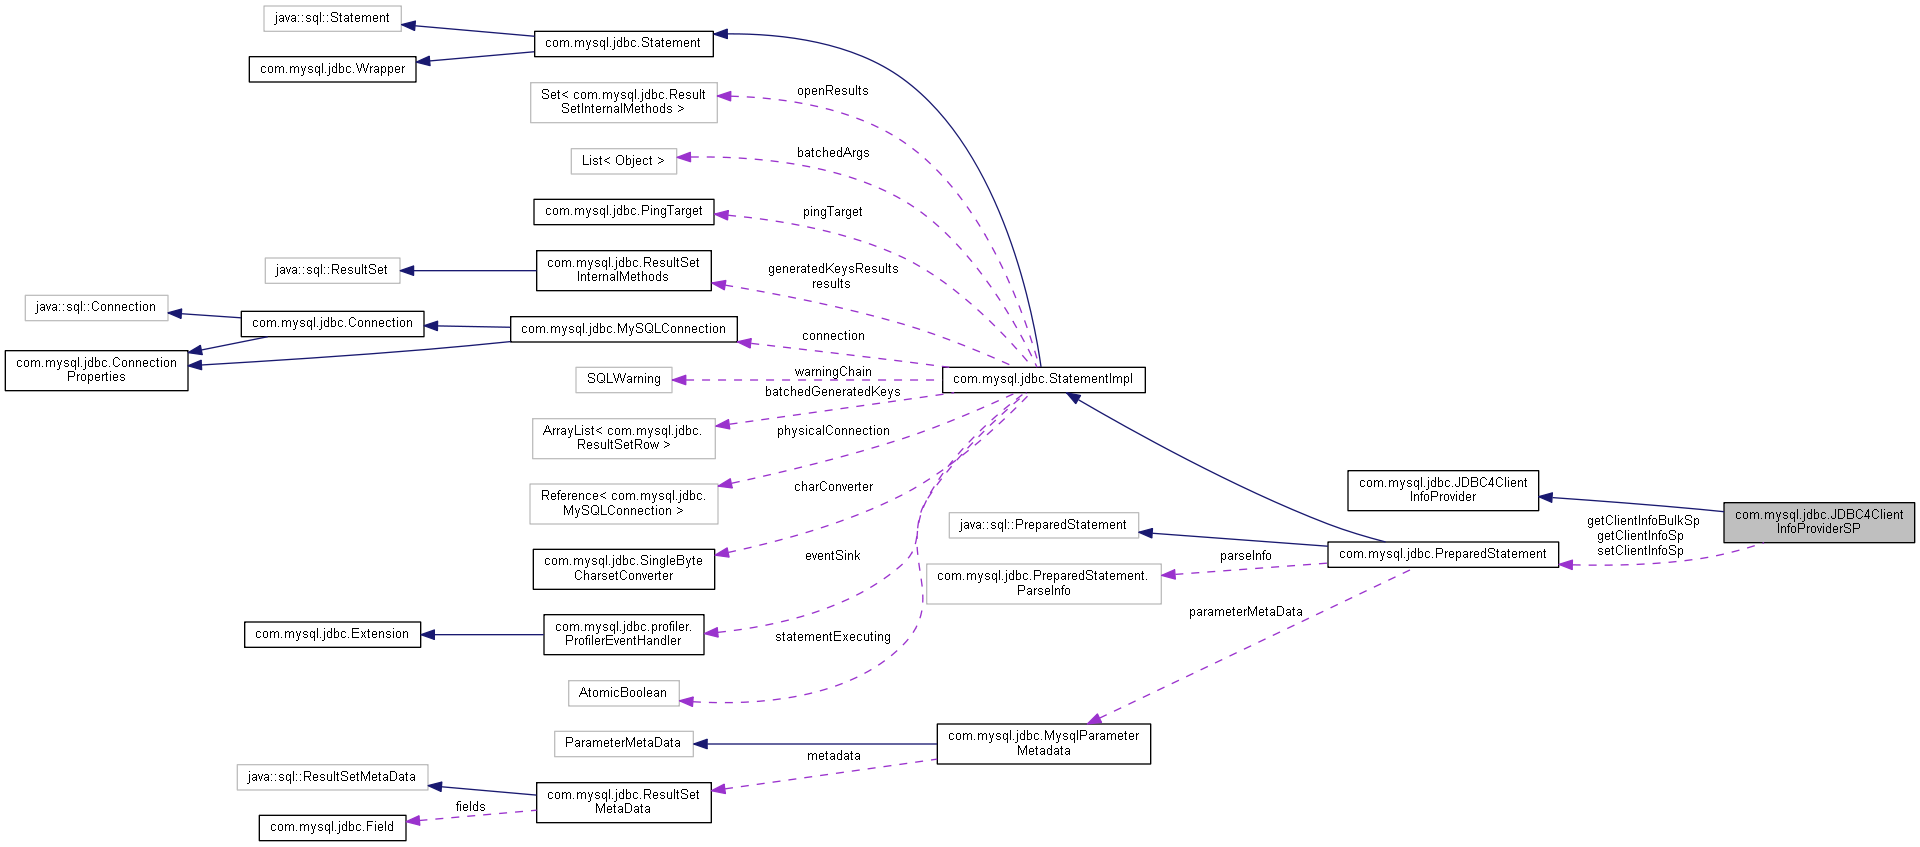 java::sql::Statement
com.mysql.jdbc.Statement
com.mysql.jdbc.Wrapper
Set< com.mysql.jdbc.Result
SetInternalMethods >
openResults
List< Object >
batchedArgs
com.mysql.jdbc.PingTarget
pingTarget
java::sql::ResultSet
com.mysql.jdbc.ResultSet
InternalMethods
generatedKeysResults
results
java::sql::Connection
com.mysql.jdbc.Connection
com.mysql.jdbc.MySQLConnection
connection
com.mysql.jdbc.Connection
Properties
SQLWarning
warningChain
com.mysql.jdbc.StatementImpl
batchedGeneratedKeys
ArrayList< com.mysql.jdbc.
ResultSetRow >
physicalConnection
Reference< com.mysql.jdbc.
MySQLConnection >
charConverter
com.mysql.jdbc.JDBC4Client
InfoProvider
com.mysql.jdbc.JDBC4Client
InfoProviderSP
getClientInfoBulkSp
getClientInfoSp
setClientInfoSp
java::sql::PreparedStatement
com.mysql.jdbc.PreparedStatement
parseInfo
com.mysql.jdbc.PreparedStatement.
ParseInfo
com.mysql.jdbc.SingleByte
CharsetConverter
eventSink
parameterMetaData
com.mysql.jdbc.Extension
com.mysql.jdbc.profiler.
ProfilerEventHandler
statementExecuting
AtomicBoolean
ParameterMetaData
com.mysql.jdbc.MysqlParameter
Metadata
metadata
java::sql::ResultSetMetaData
com.mysql.jdbc.ResultSet
MetaData
fields
com.mysql.jdbc.Field